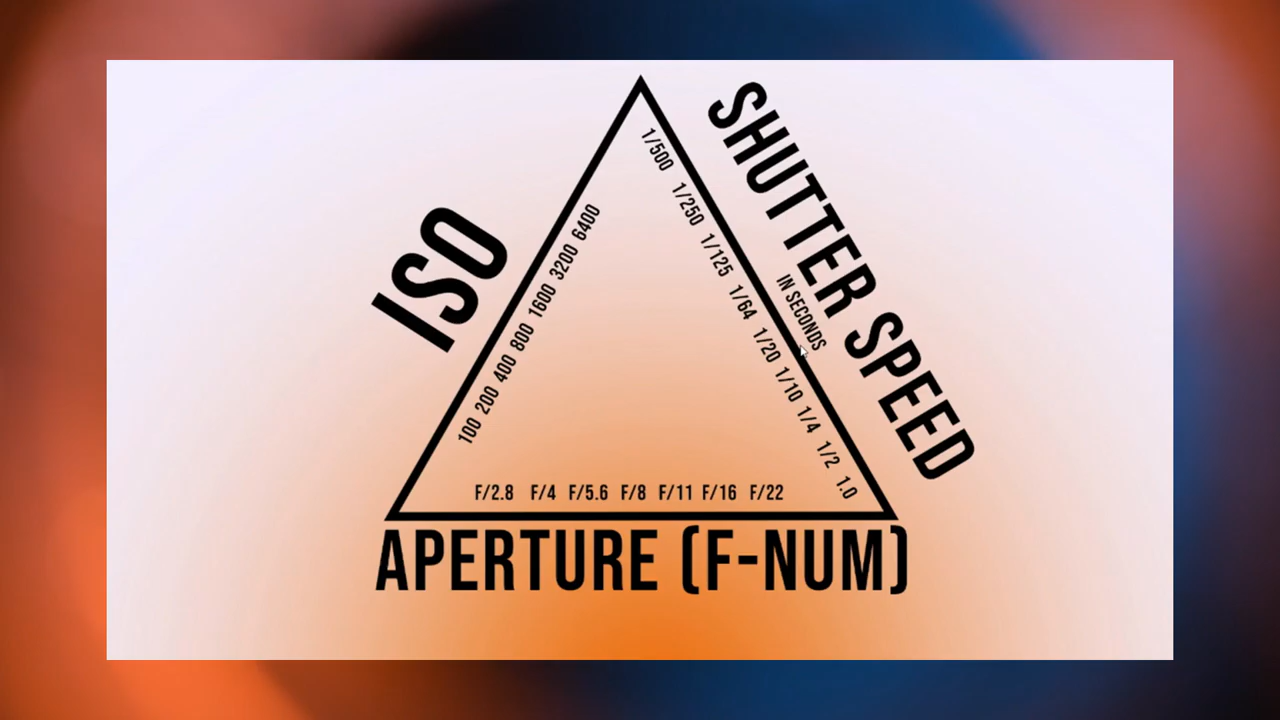 ISO
SHUTTER SPEED
IN SECONDS
100 200 400 800 1600 3200 6400
1/500 1/250 1/125 1/64 1/20 1/10 1/4 1/2 1.0
F/2.8 F/4 F/5.6 F/8 F/11 F/16 F/22
APERTURE (F-NUM)